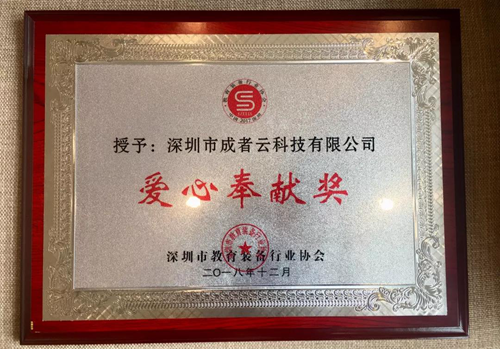 授予：深圳市成者云科技有限公司
爱心奉献奖
深圳市教育装备行业协会
二〇一八年十二月